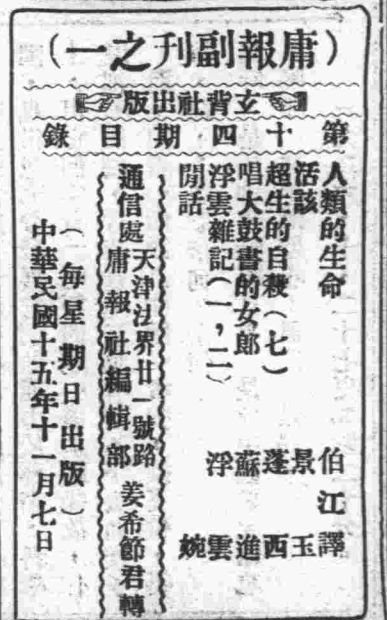 （庸報副刊之一）
玄背社出版
第十四期目錄
人類的生命 伯江譯
活該 景玉
超生的自殺（七） 蓬西
唱大鼓書的女郎 蘇進
浮雲雜記（一，二） 浮雲
閒話 婉
通信處 天津法界廿一號路
庸報社編輯部 姜希節君轉
（每星期日出版）
中華民國十五年十一月七日